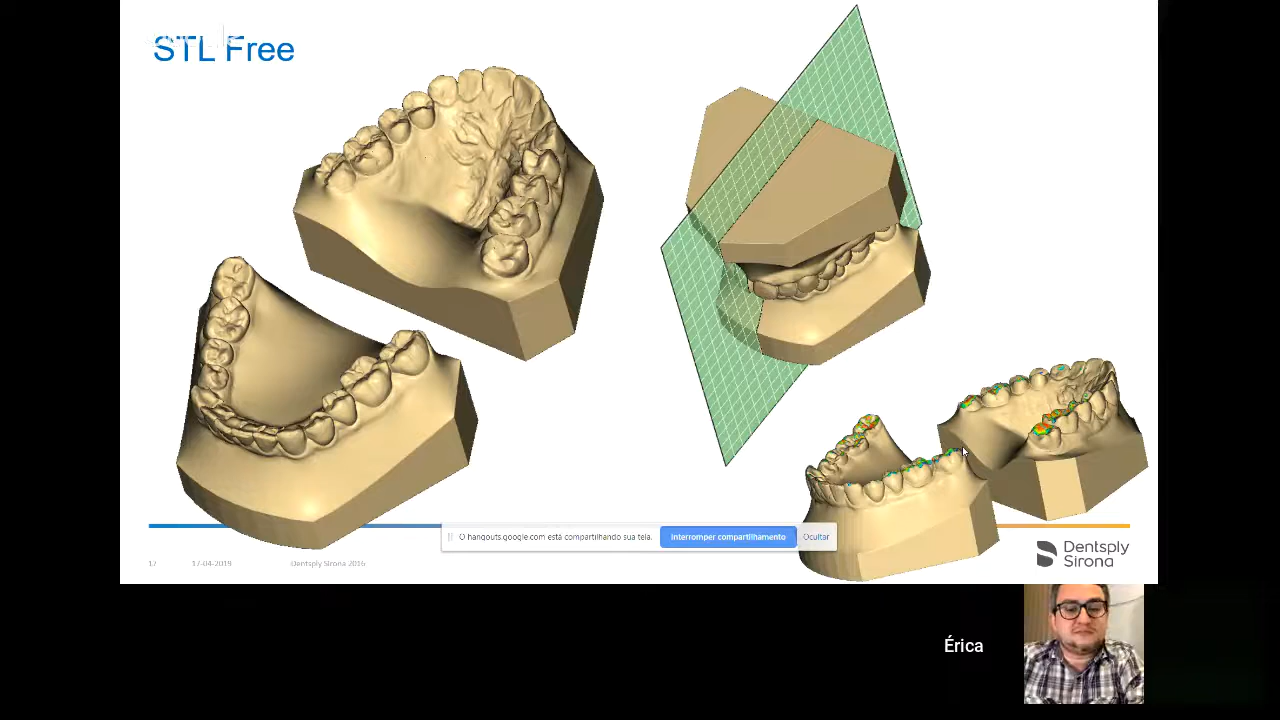 STL Free
O hangouts.google.com está compartilhando sua tela.
Interromper compartilhamento
Ocultar
17
17-04-2019
Dentsply Sirona 2016
Dentsply
Sirona
Érica